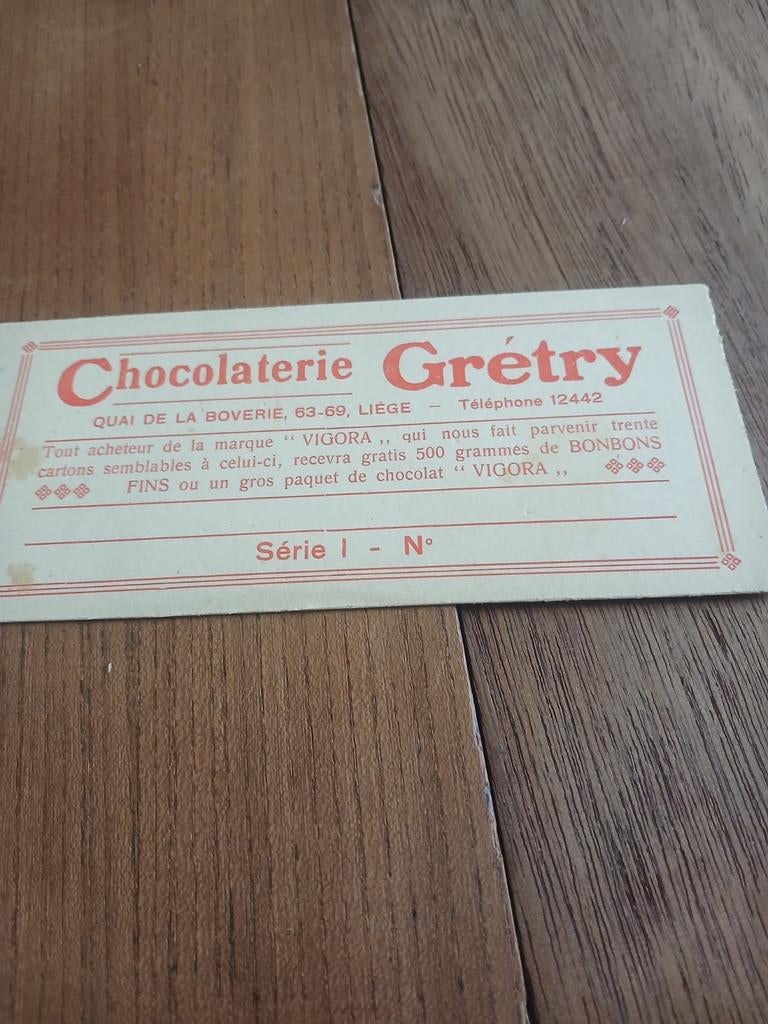 Chocolaterie Grétry
QUAI DE LA BOVERIE, 63-69, LIÉGE — Téléphone 12442
Tout acheteur de la marque “ VIGORA „ qui nous fait parvenir trente
cartons semblables à celui-ci, recevra gratis 500 grammes de BONBONS
FINS ou un gros paquet de chocolat “ VIGORA „
Série I - N°